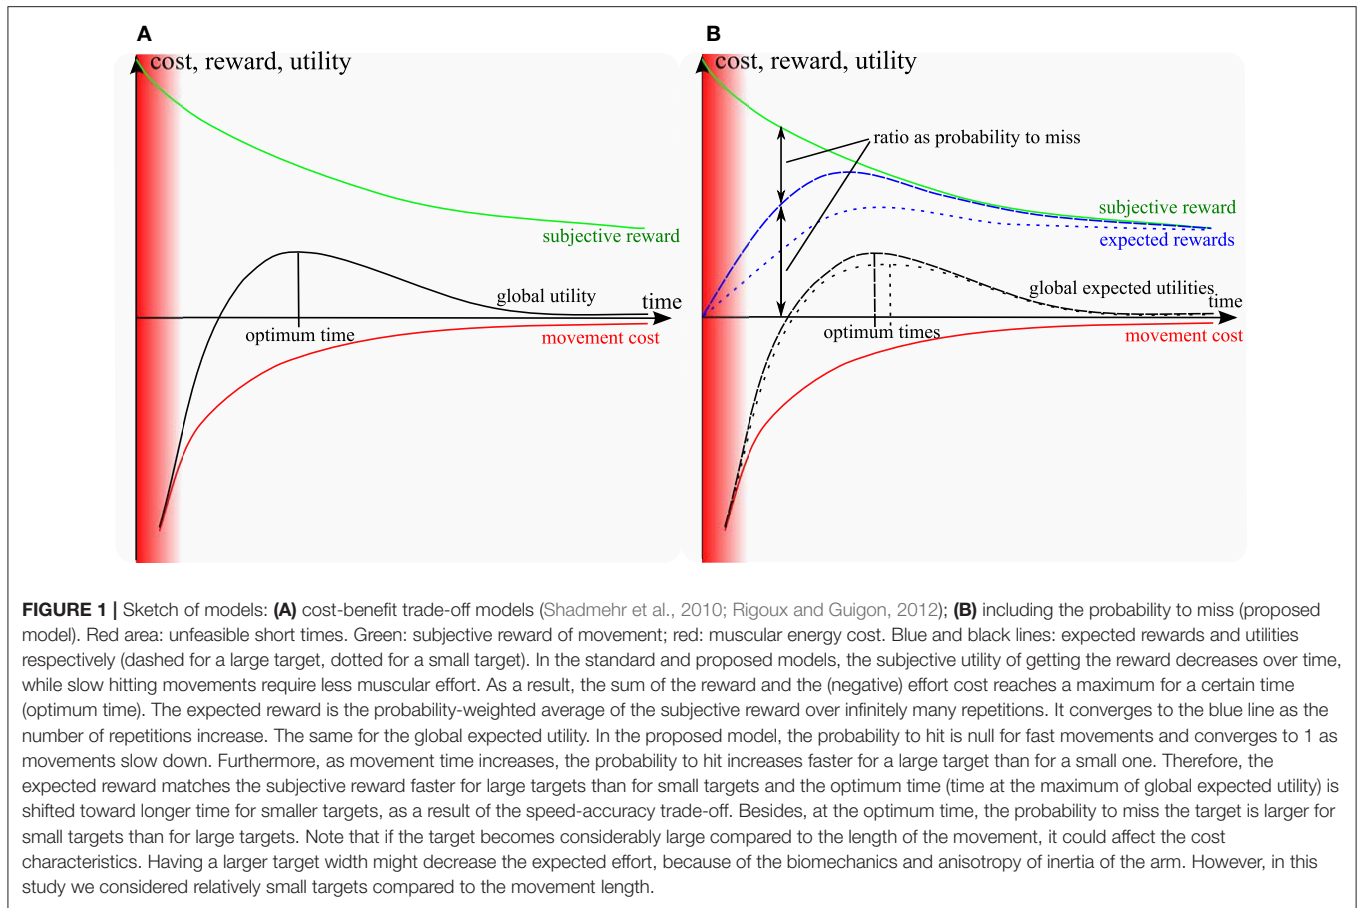 A
cost, reward, utility
subjective reward
global utility
time
optimum time
movement cost
B
cost, reward, utility
ratio as probability to miss
subjective reward
expected rewards
global expected utilities
time
optimum times
movement cost
FIGURE 1 | Sketch of models: (A) cost-benefit trade-off models (Shadmehr et al., 2010; Rigoux and Guigon, 2012); (B) including the probability to miss (proposed
model). Red area: unfeasible short times. Green: subjective reward of movement; red: muscular energy cost. Blue and black lines: expected rewards and utilities
respectively (dashed for a large target, dotted for a small target). In the standard and proposed models, the subjective utility of getting the reward decreases over time,
while slow hitting movements require less muscular effort. As a result, the sum of the reward and the (negative) effort cost reaches a maximum for a certain time
(optimum time). The expected reward is the probability-weighted average of the subjective reward over infinitely many repetitions. It converges to the blue line as the
number of repetitions increase. The same for the global expected utility. In the proposed model, the probability to hit is null for fast movements and converges to 1 as
movements slow down. Furthermore, as movement time increases, the probability to hit increases faster for a large target than for a small one. Therefore, the
expected reward matches the subjective reward faster for large targets than for small targets and the optimum time (time at the maximum of global expected utility) is
shifted toward longer time for smaller targets, as a result of the speed-accuracy trade-off. Besides, at the optimum time, the probability to miss the target is larger for
small targets than for large targets. Note that if the target becomes considerably large compared to the length of the movement, it could affect the cost
characteristics. Having a larger target width might decrease the expected effort, because of the biomechanics and anisotropy of inertia of the arm. However, in this
study we considered relatively small targets compared to the movement length.